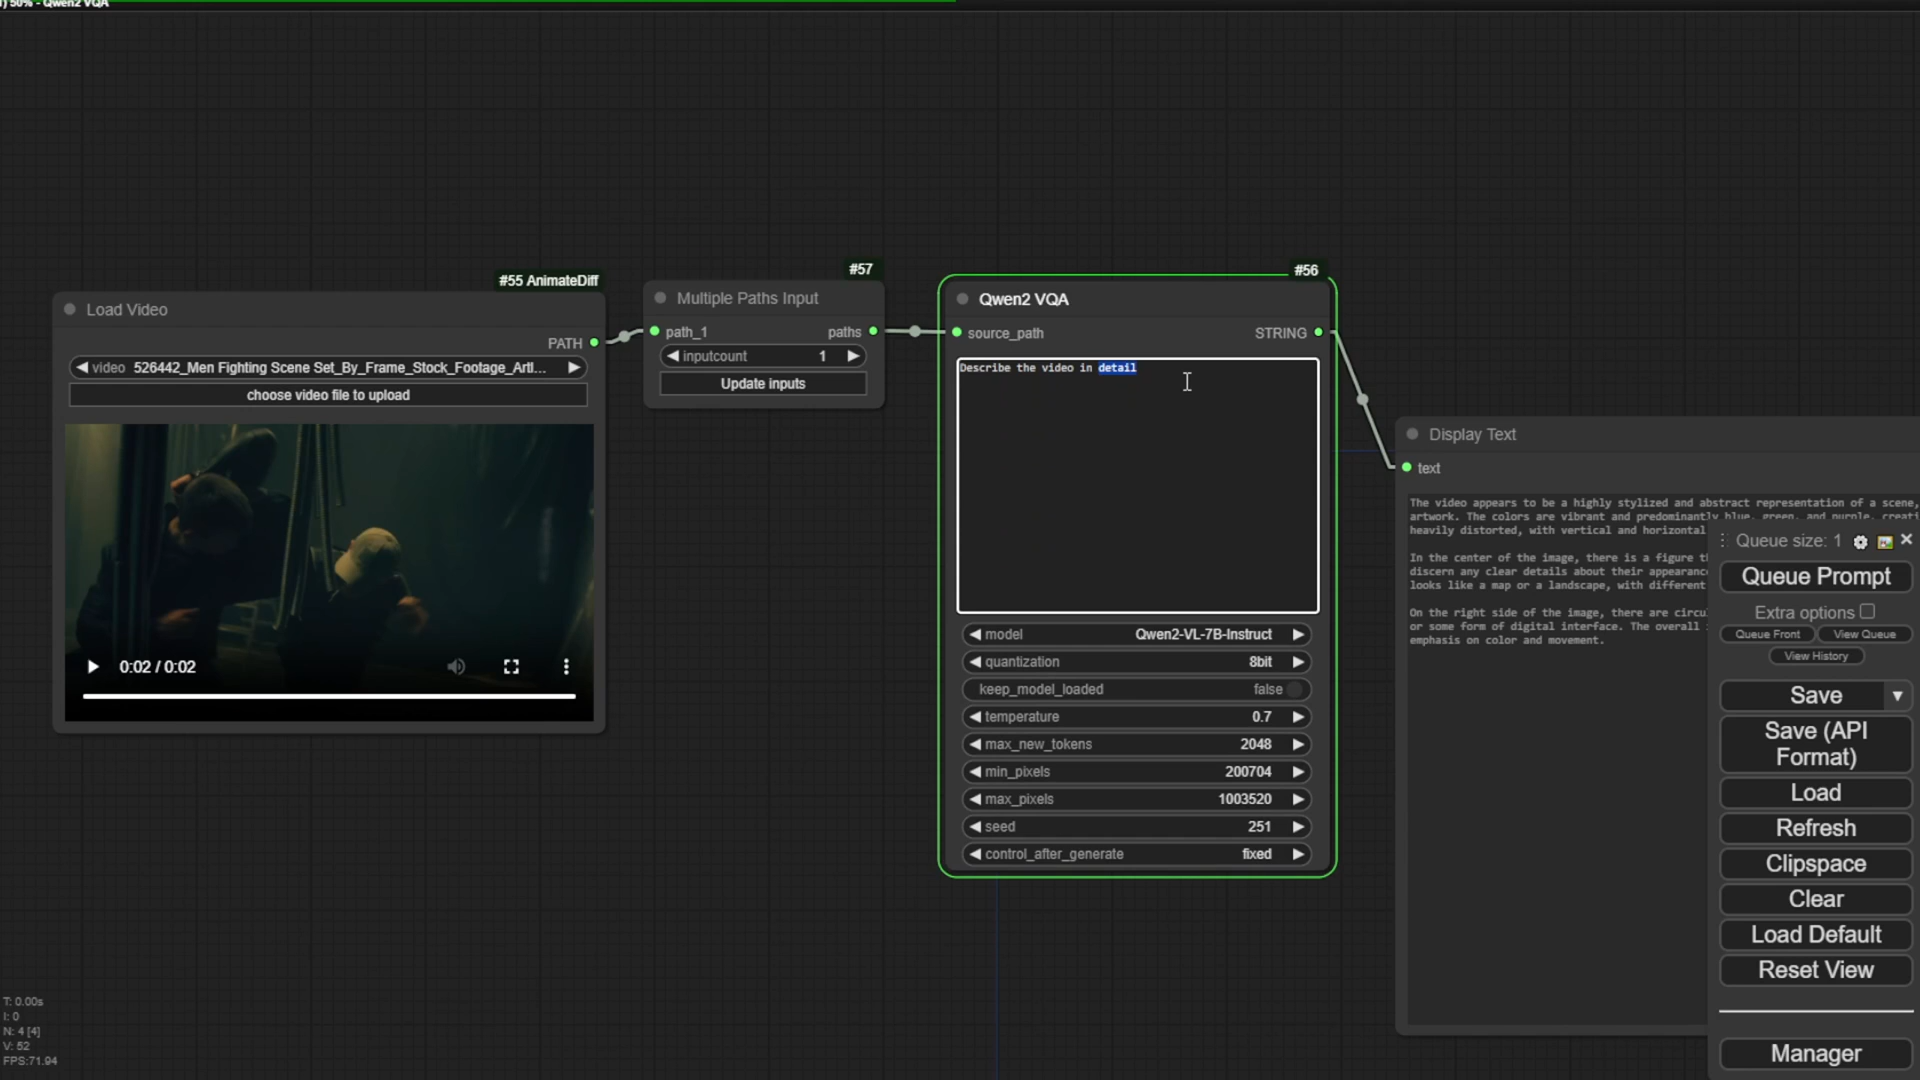 50% - Qwen2 VQA
#55 AnimateDiff
Load Video
PATH
video 526442_Men Fighting Scene Set_By_Frame_Stock_Footage_Artl...
choose video file to upload
0:02 / 0:02
#57
Multiple Paths Input
path_1 paths
inputcount 1
Update inputs
#56
Qwen2 VQA
source_path STRING
Describe the video in detail
model Qwen2-VL-7B-Instruct
quantization 8bit
keep_model_loaded false
temperature 0.7
max_new_tokens 2048
min_pixels 200704
max_pixels 1003520
seed 251
control_after_generate fixed
Display Text
text
The video appears to be a highly stylized and abstract representation of a scene,
artwork. The colors are vibrant and predominantly blue, green, and purple, creati
heavily distorted, with vertical and horizontal
In the center of the image, there is a figure
discern any clear details about their appearanc
looks like a map or a landscape, with different
On the right side of the image, there are circu
or some form of digital interface. The overall
emphasis on color and movement.
Queue size: 1
Queue Prompt
Extra options
Queue Front View Queue
View History
Save
Save (API
Format)
Load
Refresh
Clipspace
Clear
Load Default
Reset View
Manager
T: 0.00s
I: 0
N: 4 [4]
V: 52
FPS:71.94